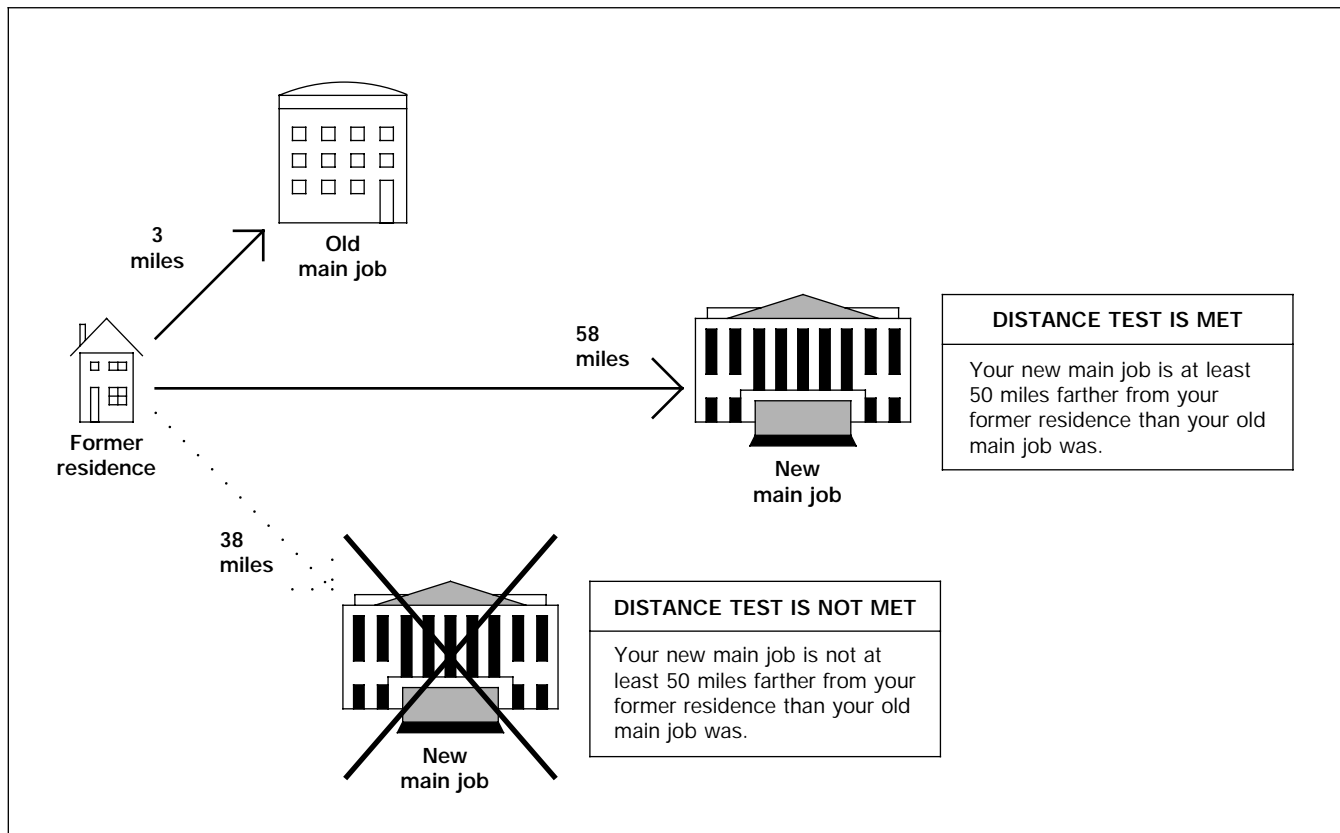 3
miles
Old
main job
58
miles
DISTANCE TEST IS MET
Your new main job is at least
50 miles farther from your
former residence than your old
main job was.
Former
residence
New
main job
38
miles
DISTANCE TEST IS NOT MET
Your new main job is not at
least 50 miles farther from your
former residence than your old
main job was.
New
main job